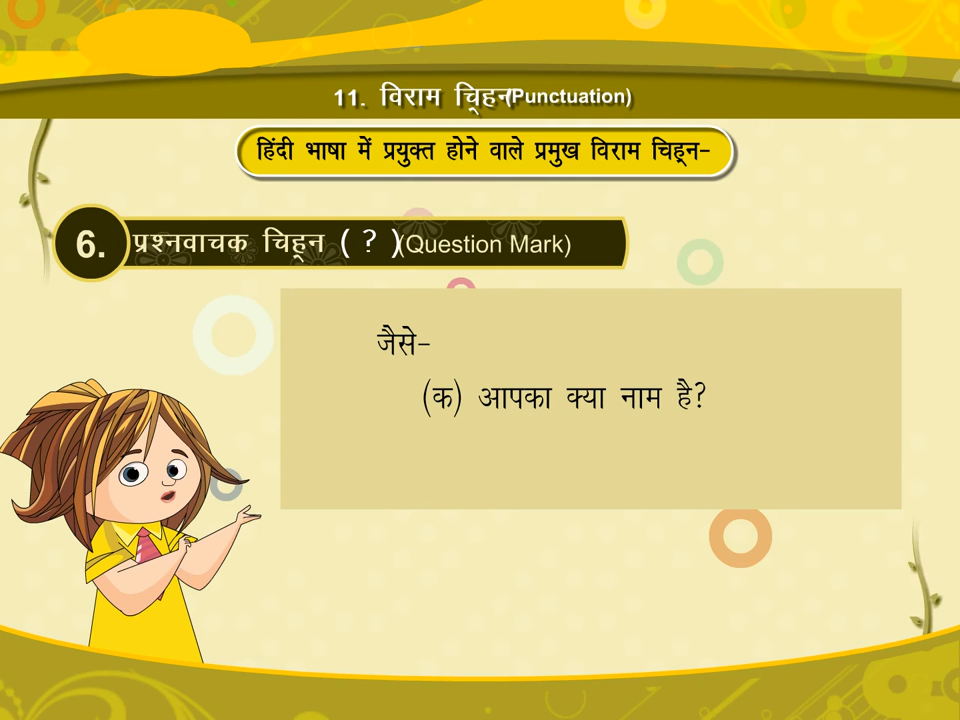 11. विराम चिह्न (Punctuation)
हिंदी भाषा में प्रयुक्त होने वाले प्रमुख विराम चिह्न-
6. प्रश्नवाचक चिह्न ( ? ) (Question Mark)
जैसे-
(क) आपका क्या नाम है?